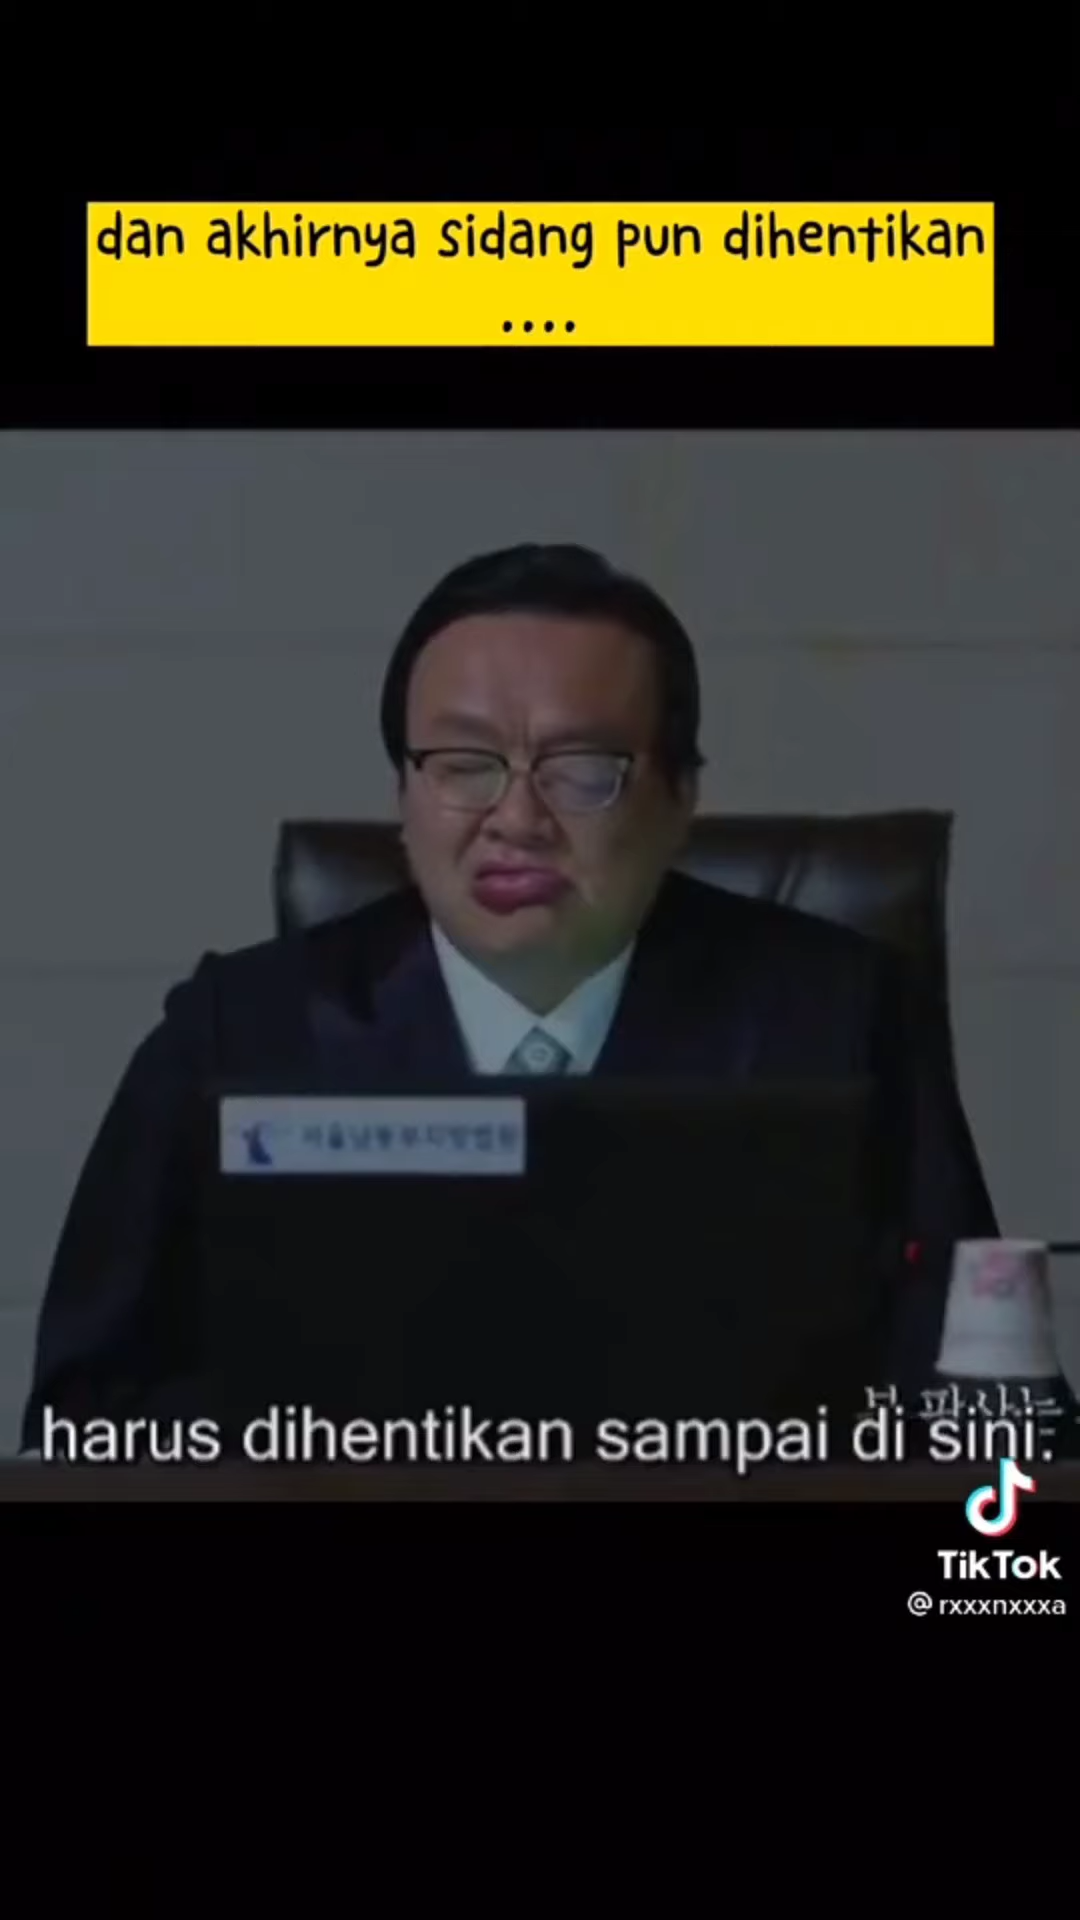 dan akhirnya sidang pun dihentikan
....
harus dihentikan sampai di sini.
TikTok
@rxxxnxxxa